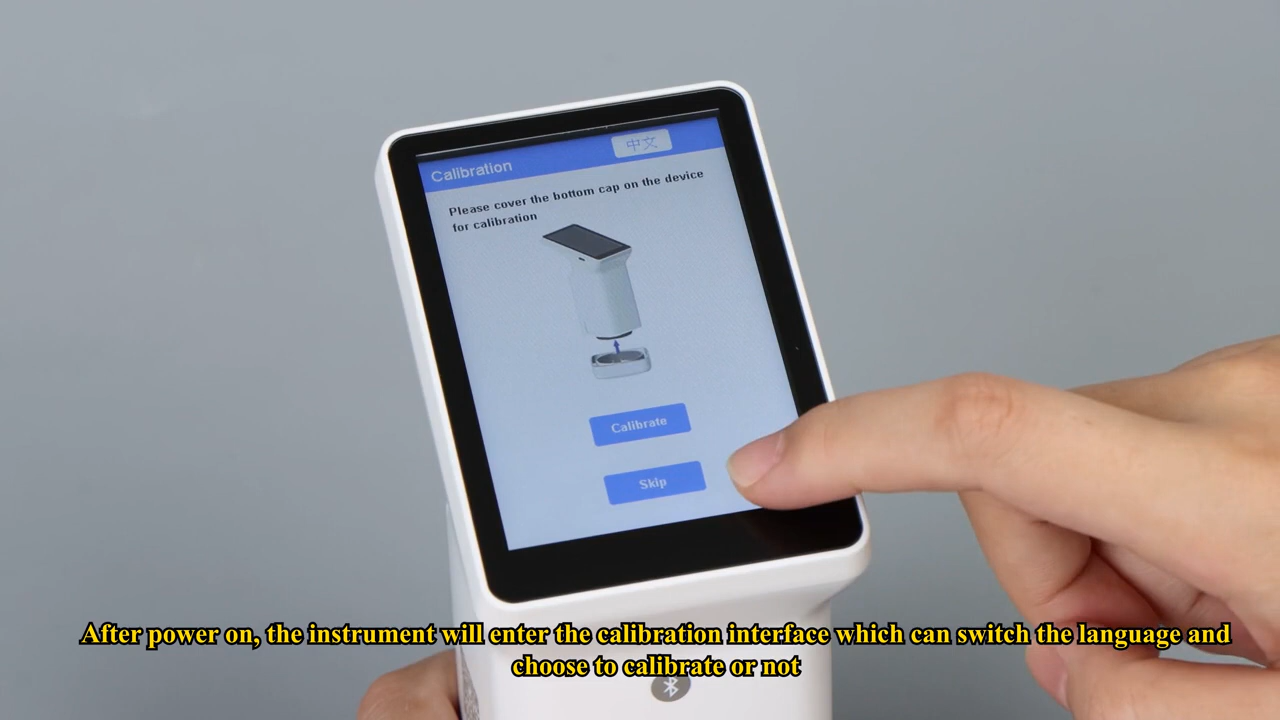 中文
Calibration
Please cover the bottom cap on the device
for calibration
Calibrate
Skip
After power on, the instrument will enter the calibration interface which can switch the language and
choose to calibrate or not